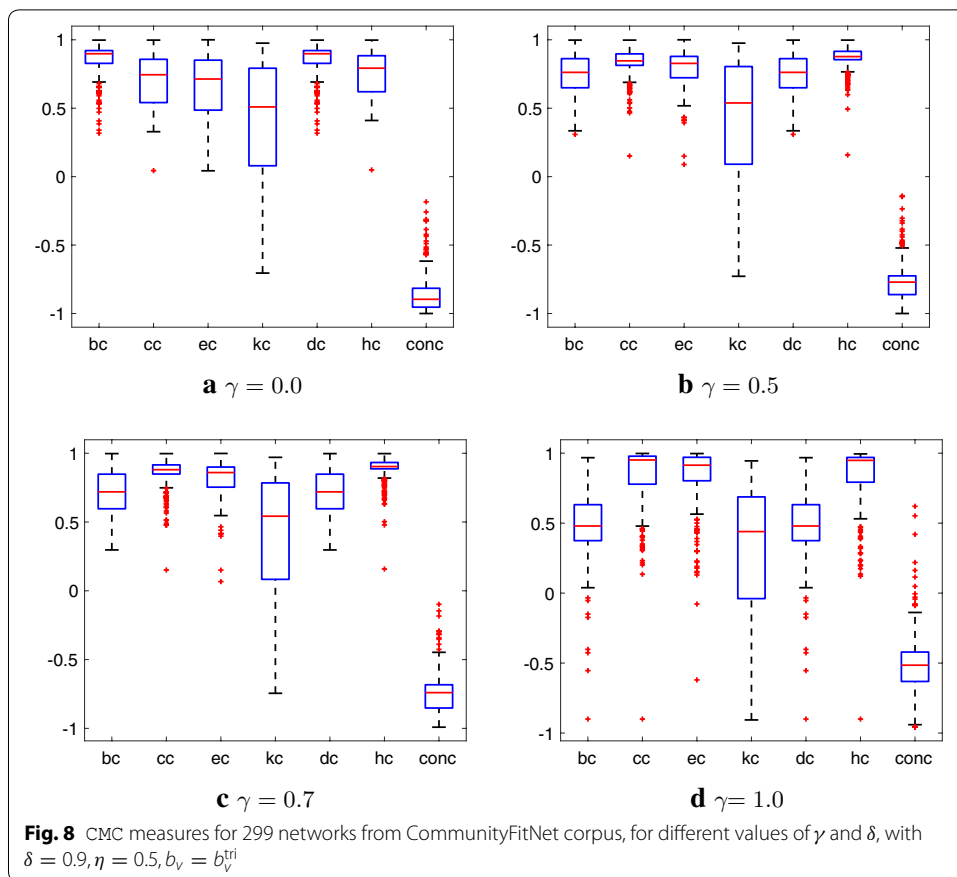 1
0.5
0
-0.5
-1
bc cc ec kc dc hc conc
a γ = 0.0
1
0.5
0
-0.5
-1
bc cc ec kc dc hc conc
b γ = 0.5
1
0.5
0
-0.5
-1
bc cc ec kc dc hc conc
c γ = 0.7
1
0.5
0
-0.5
-1
bc cc ec kc dc hc conc
d γ= 1.0
Fig. 8 CMC measures for 299 networks from CommunityFitNet corpus, for different values of γ and δ, with
δ = 0.9, η = 0.5, b_v = b_v^tri